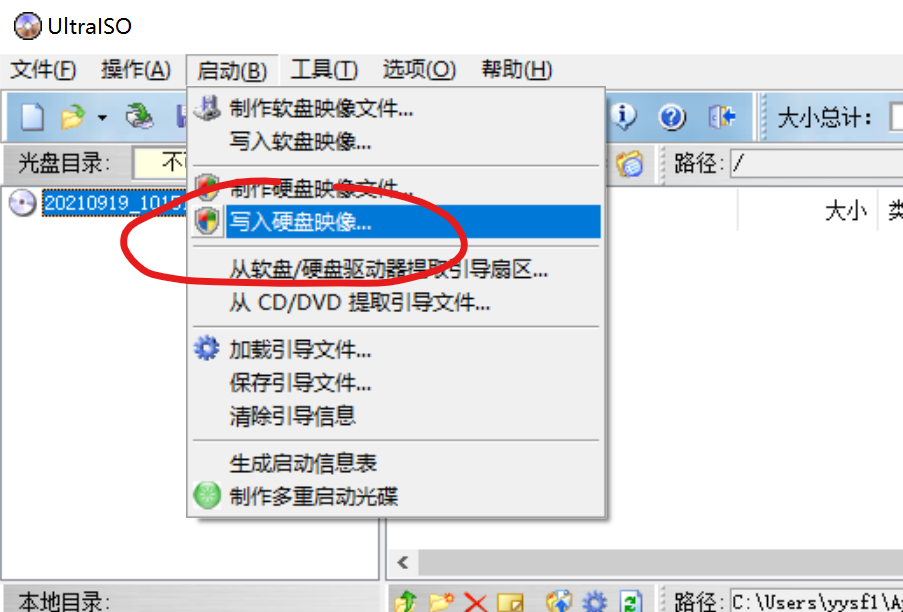 UltraISO
文件(F) 操作(A) 启动(B) 工具(T) 选项(O) 帮助(H)
大小总计:
光盘目录: 不 路径: /
20210919_101
大小 类
制作软盘映像文件...
写入软盘映像...
制作硬盘映像文件...
写入硬盘映像...
从软盘/硬盘驱动器提取引导扇区...
从 CD/DVD 提取引导文件...
加载引导文件...
保存引导文件...
清除引导信息
生成启动信息表
制作多重启动光碟
本地目录: 路径: C:\Users\yysf1\